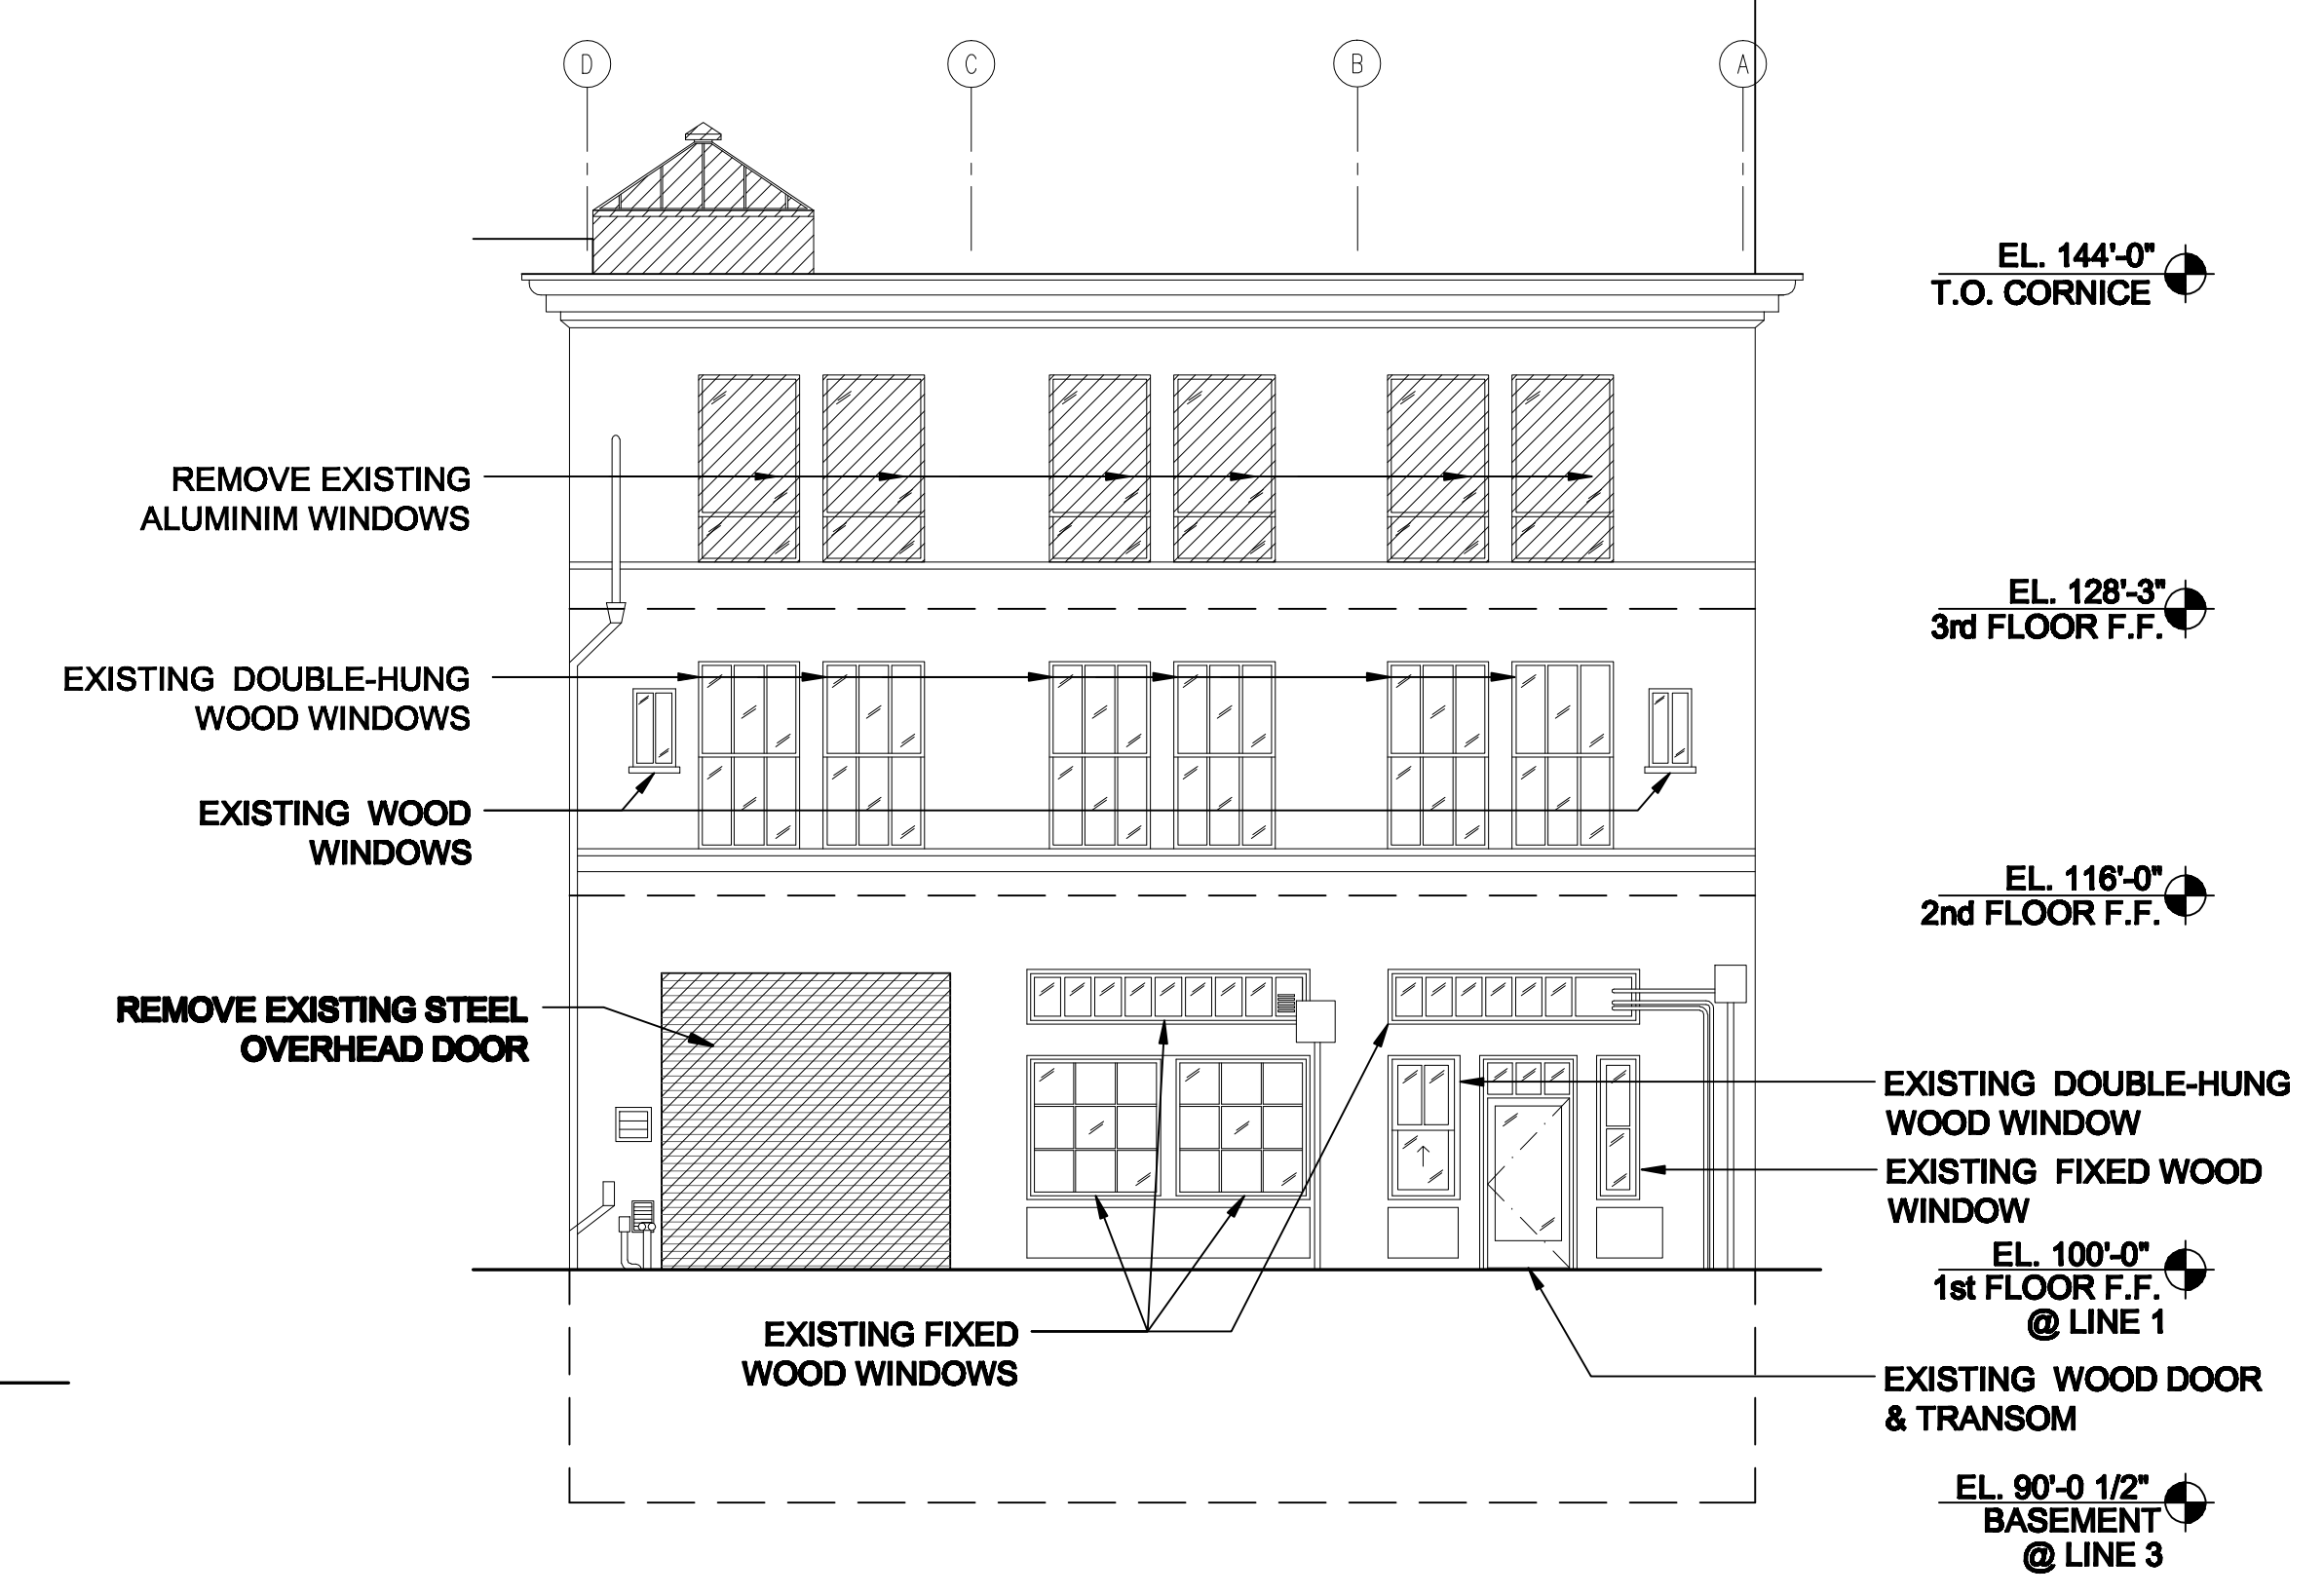 D
C
B
A
EL. 144'-0"
T.O. CORNICE
REMOVE EXISTING
ALUMINIM WINDOWS
EL. 128'-3"
3rd FLOOR F.F.
EXISTING DOUBLE-HUNG
WOOD WINDOWS
EXISTING WOOD
WINDOWS
EL. 116'-0"
2nd FLOOR F.F.
REMOVE EXISTING STEEL
OVERHEAD DOOR
EXISTING DOUBLE-HUNG
WOOD WINDOW
EXISTING FIXED WOOD
WINDOW
EL. 100'-0"
1st FLOOR F.F.
@ LINE 1
EXISTING FIXED
WOOD WINDOWS
EXISTING WOOD DOOR
& TRANSOM
EL. 90'-0 1/2"
BASEMENT
@ LINE 3